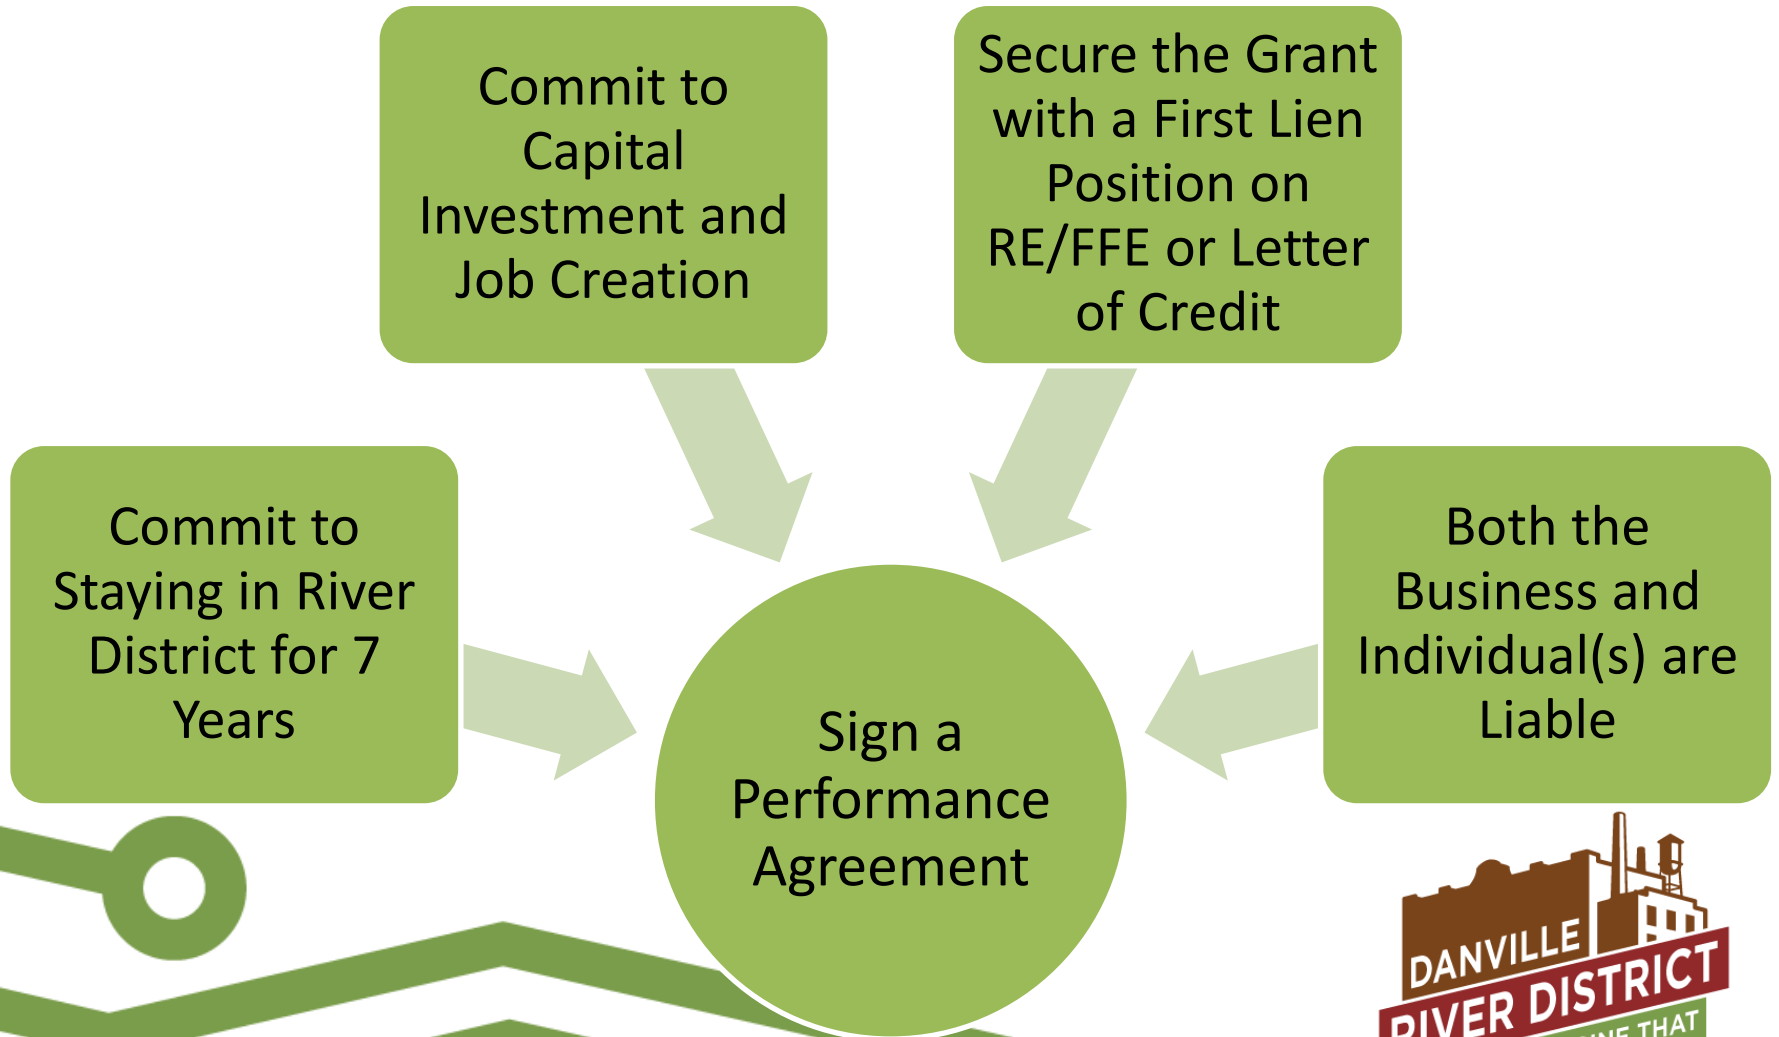 Commit to
Capital
Investment and
Job Creation
Secure the Grant
with a First Lien
Position on
RE/FFE or Letter
of Credit
Commit to
Staying in River
District for 7
Years
Both the
Business and
Individual(s) are
Liable
Sign a
Performance
Agreement
DANVILLE
RIVER DISTRICT
THAT